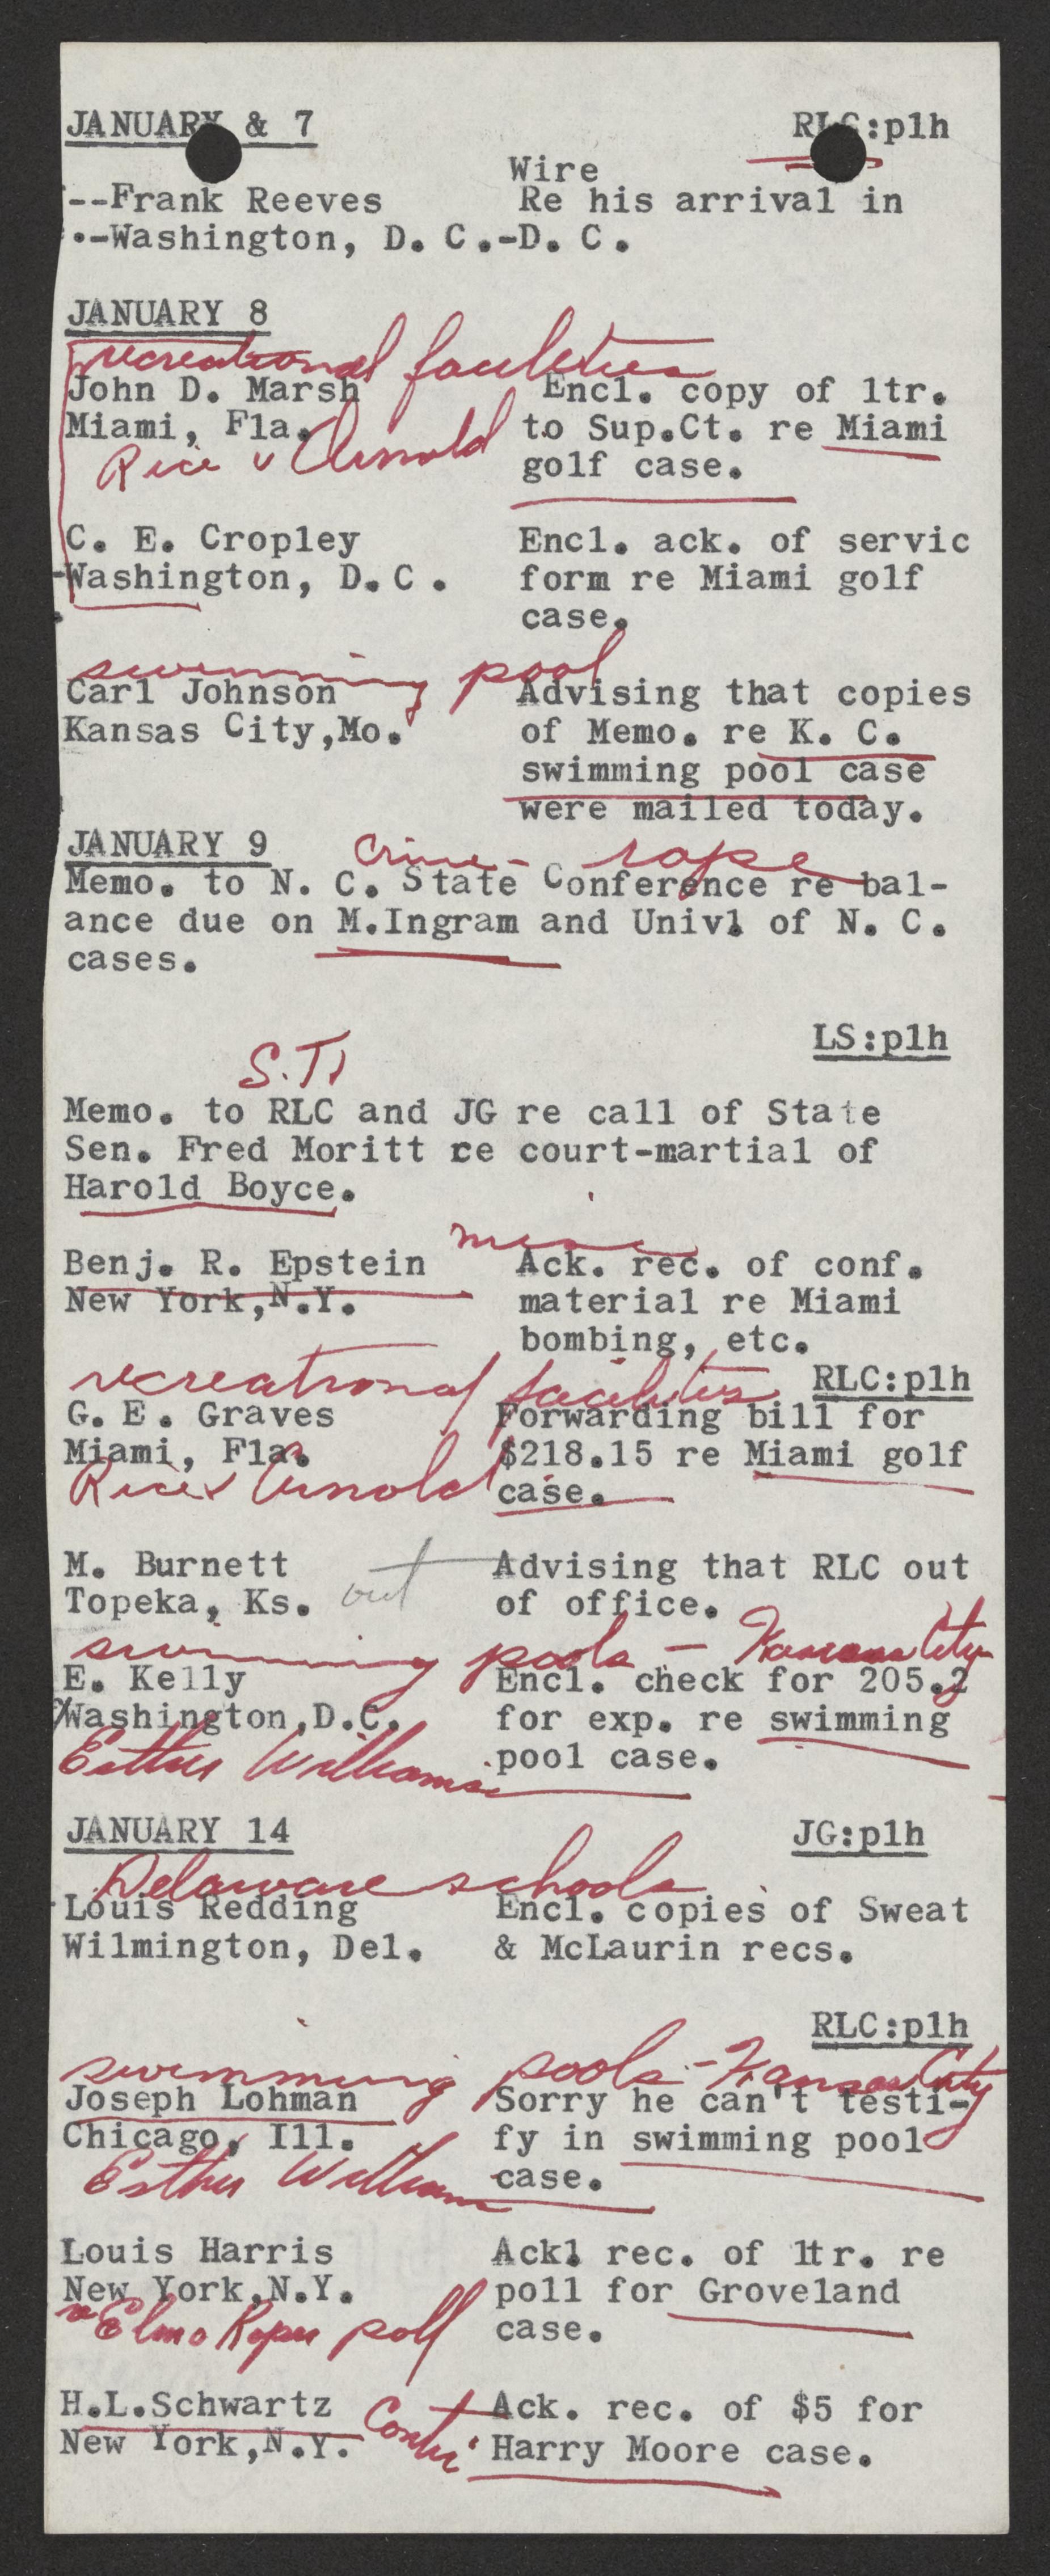 JANUARY & 7 RLC:plh
Wire
--Frank Reeves Re his arrival in
--Washington, D. C.-D. C.
JANUARY 8
recreational facilities
John D. Marsh Encl. copy of ltr.
Miami, Fla. to Sup.Ct. re Miami
Rice v Arnold golf case.
C. E. Cropley Encl. ack. of servic
Washington, D.C. form re Miami golf
case.
swimming pool
Carl Johnson Advising that copies
Kansas City,Mo. of Memo. re K. C.
swimming pool case
were mailed today.
JANUARY 9 Crime - rape
Memo. to N. C. State Conference re bal-
ance due on M.Ingram and Univl of N. C.
cases.
LS:plh
S.T.
Memo. to RLC and JG re call of State
Sen. Fred Moritt re court-martial of
Harold Boyce.
misc
Benj. R. Epstein Ack. rec. of conf.
New York,N.Y. material re Miami
bombing, etc.
recreational facilities RLC:plh
G. E. Graves Forwarding bill for
Miami, Fla. $218.15 re Miami golf
Rice v Arnold case.
M. Burnett out Advising that RLC out
Topeka, Ks. of office.
swimming pools - Kansas City
E. Kelly Encl. check for 205.2
Washington,D.C. for exp. re swimming
Esther Williams pool case.
JANUARY 14 JG:plh
Delaware schools
Louis Redding Encl. copies of Sweat
Wilmington, Del. & McLaurin recs.
RLC:plh
swimming pools - Kansas City
Joseph Lohman Sorry he can't testi-
Chicago, Ill. fy in swimming pool
Esther Williams case.
Louis Harris Ackl rec. of ltr. re
New York,N.Y. poll for Groveland
Elmo Roper poll case.
H.L.Schwartz Contri Ack. rec. of $5 for
New York,N.Y. Harry Moore case.